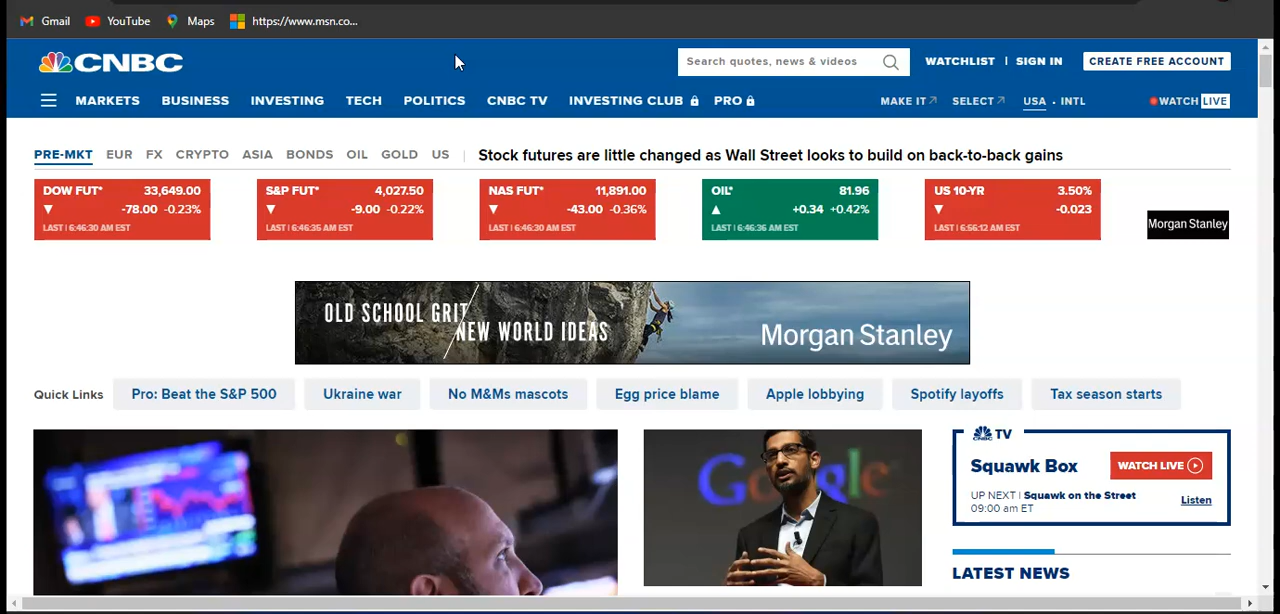 Gmail YouTube Maps https://www.msn.co...
CNBC Search quotes, news & videos WATCHLIST | SIGN IN CREATE FREE ACCOUNT
MARKETS BUSINESS INVESTING TECH POLITICS CNBC TV INVESTING CLUB PRO MAKE IT SELECT USA • INTL WATCH LIVE
PRE-MKT EUR FX CRYPTO ASIA BONDS OIL GOLD US | Stock futures are little changed as Wall Street looks to build on back-to-back gains
DOW FUT* 33,649.00
▼ -78.00 -0.23%
LAST | 6:46:30 AM EST
S&P FUT* 4,027.50
▼ -9.00 -0.22%
LAST | 6:46:35 AM EST
NAS FUT* 11,891.00
▼ -43.00 -0.36%
LAST | 6:46:30 AM EST
OIL* 81.96
▲ +0.34 +0.42%
LAST | 6:46:36 AM EST
US 10-YR 3.50%
▼ -0.023
LAST | 6:56:12 AM EST
Morgan Stanley
OLD SCHOOL GRIT
NEW WORLD IDEAS
Morgan Stanley
Quick Links Pro: Beat the S&P 500 Ukraine war No M&Ms mascots Egg price blame Apple lobbying Spotify layoffs Tax season starts
Google
CNBC TV
Squawk Box WATCH LIVE
UP NEXT | Squawk on the Street
09:00 am ET
Listen
LATEST NEWS